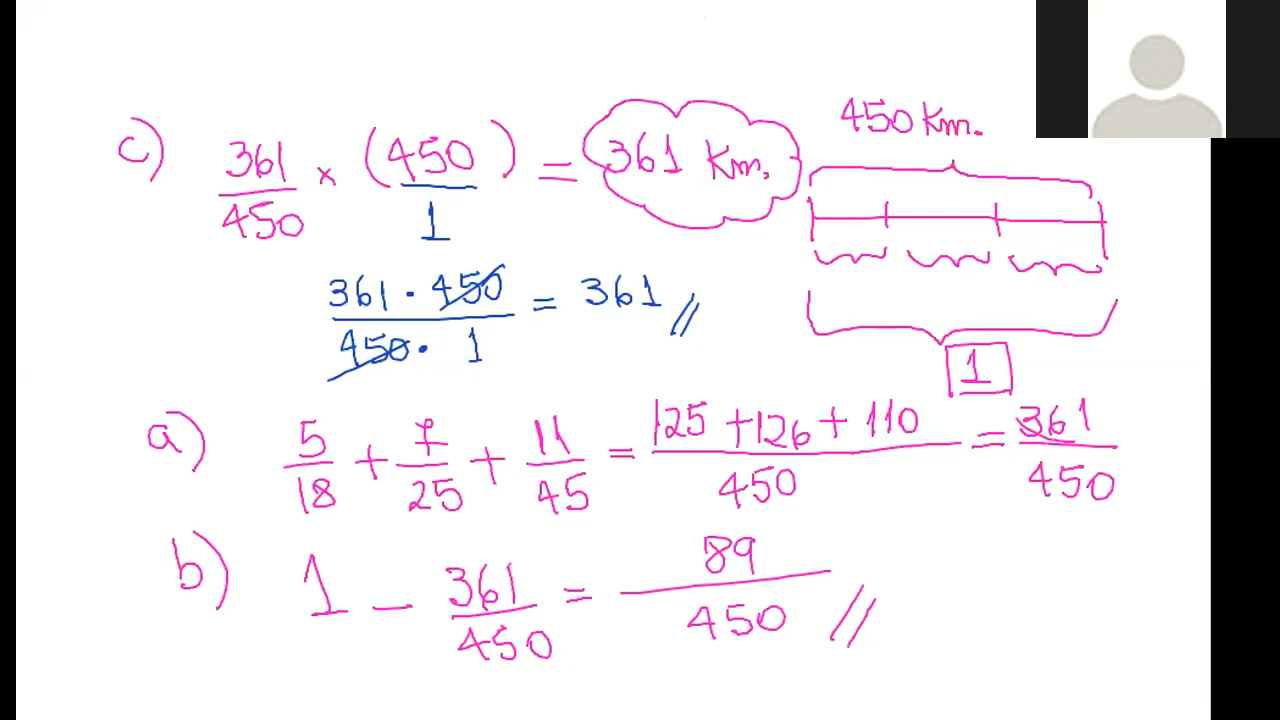 c) 361/450 × (450/1) = 361 Km.
450 Km.
361 · 450 / 450 · 1 = 361 //
1
a) 5/18 + 7/25 + 11/45 = 125 + 126 + 110 / 450 = 361/450
b) 1 − 361/450 = 89/450 //